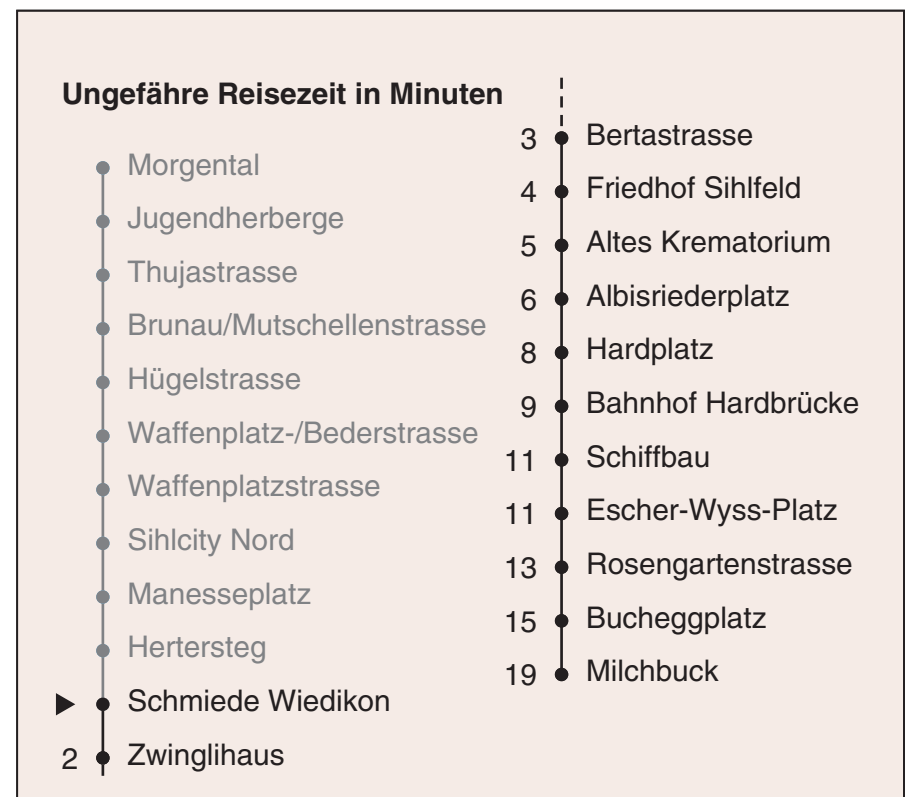 Ungefähre Reisezeit in Minuten
Morgental
Jugendherberge
Thujastrasse
Brunau/Mutschellenstrasse
Hügelstrasse
Waffenplatz-/Bederstrasse
Waffenplatzstrasse
Sihlcity Nord
Manesseplatz
Hertersteg
Schmiede Wiedikon
2 Zwinglihaus
3 Bertastrasse
4 Friedhof Sihlfeld
5 Altes Krematorium
6 Albisriederplatz
8 Hardplatz
9 Bahnhof Hardbrücke
11 Schiffbau
11 Escher-Wyss-Platz
13 Rosengartenstrasse
15 Bucheggplatz
19 Milchbuck